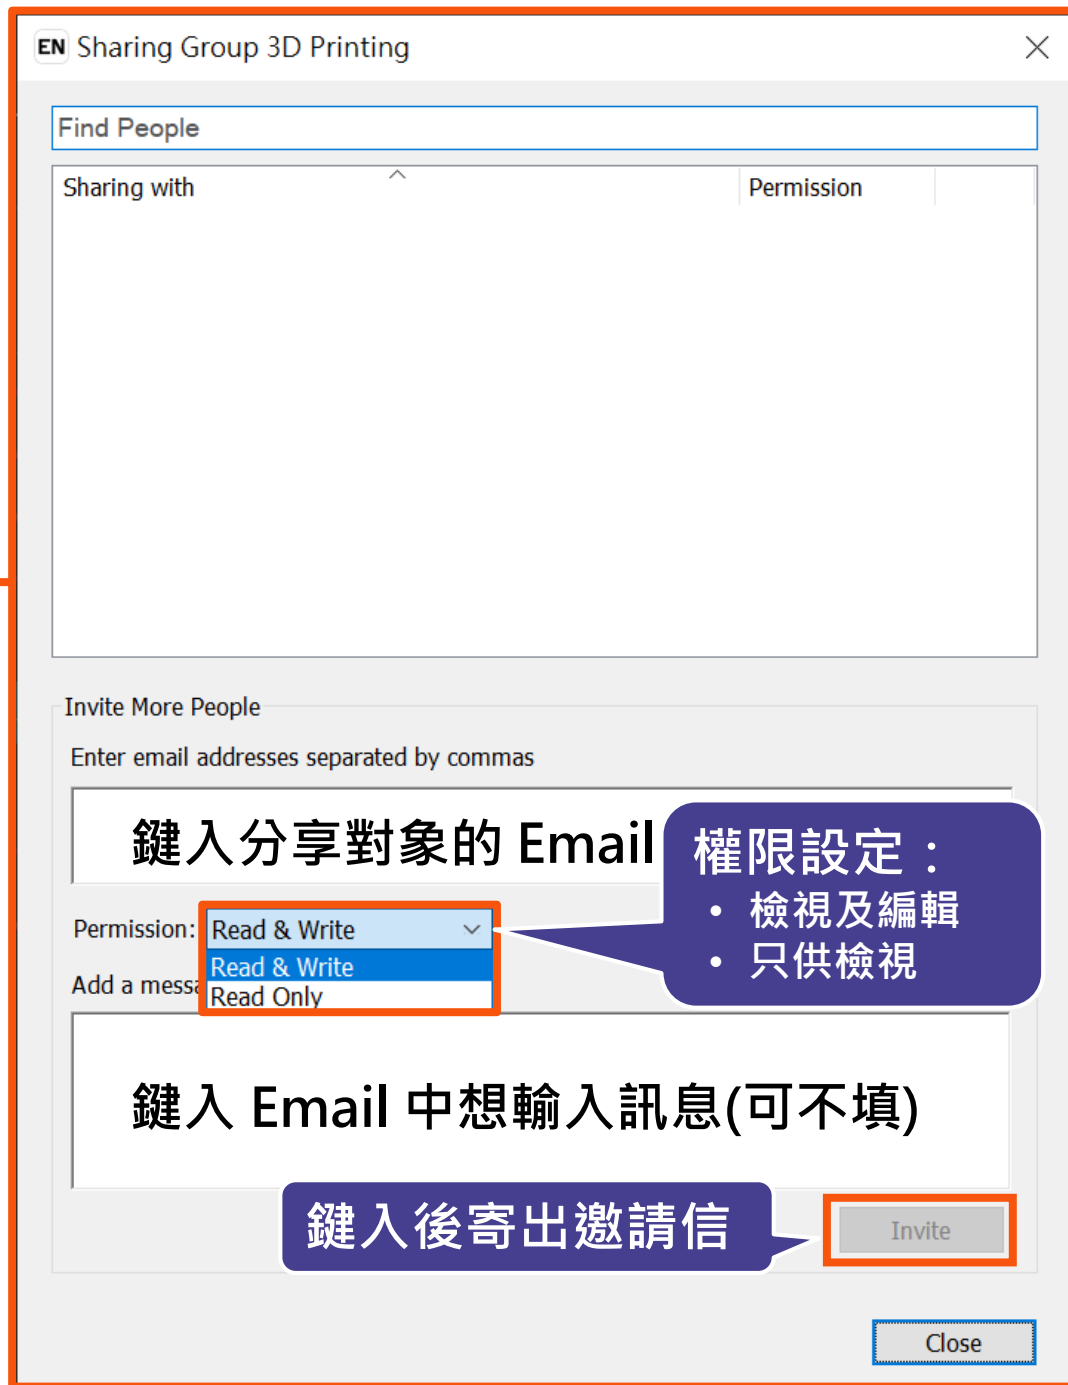 EN Sharing Group 3D Printing
Find People
Sharing with Permission
Invite More People
Enter email addresses separated by commas
鍵入分享對象的 Email
權限設定：
• 檢視及編輯
• 只供檢視
Permission: Read & Write
Read & Write
Add a messa
Read Only
鍵入 Email 中想輸入訊息(可不填)
鍵入後寄出邀請信
Invite
Close